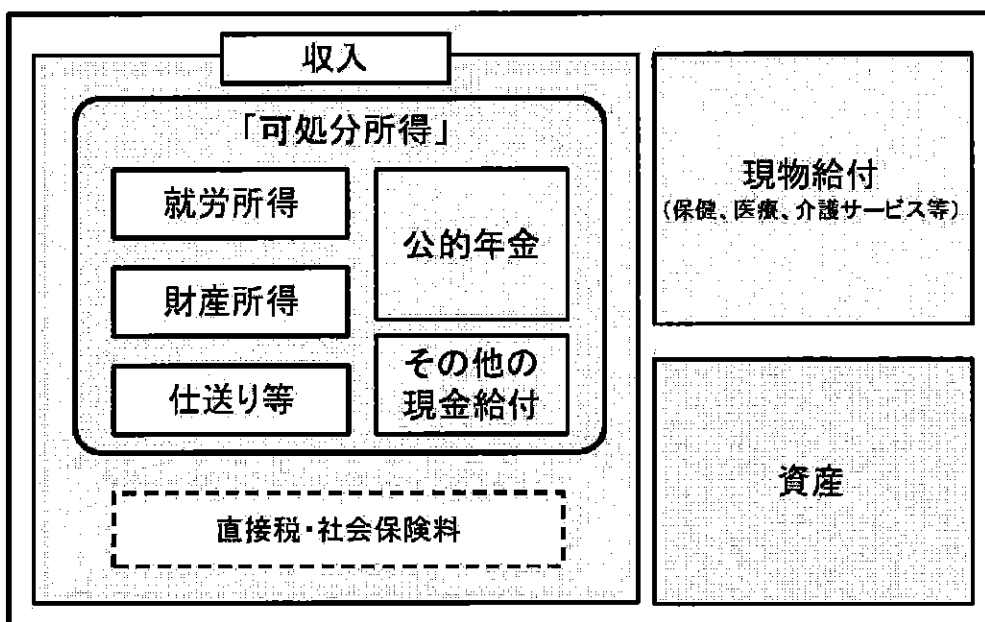 収入
「可処分所得」
就労所得
財産所得
仕送り等
公的年金
その他の
現金給付
直接税・社会保険料
現物給付
（保健、医療、介護サービス等）
資産